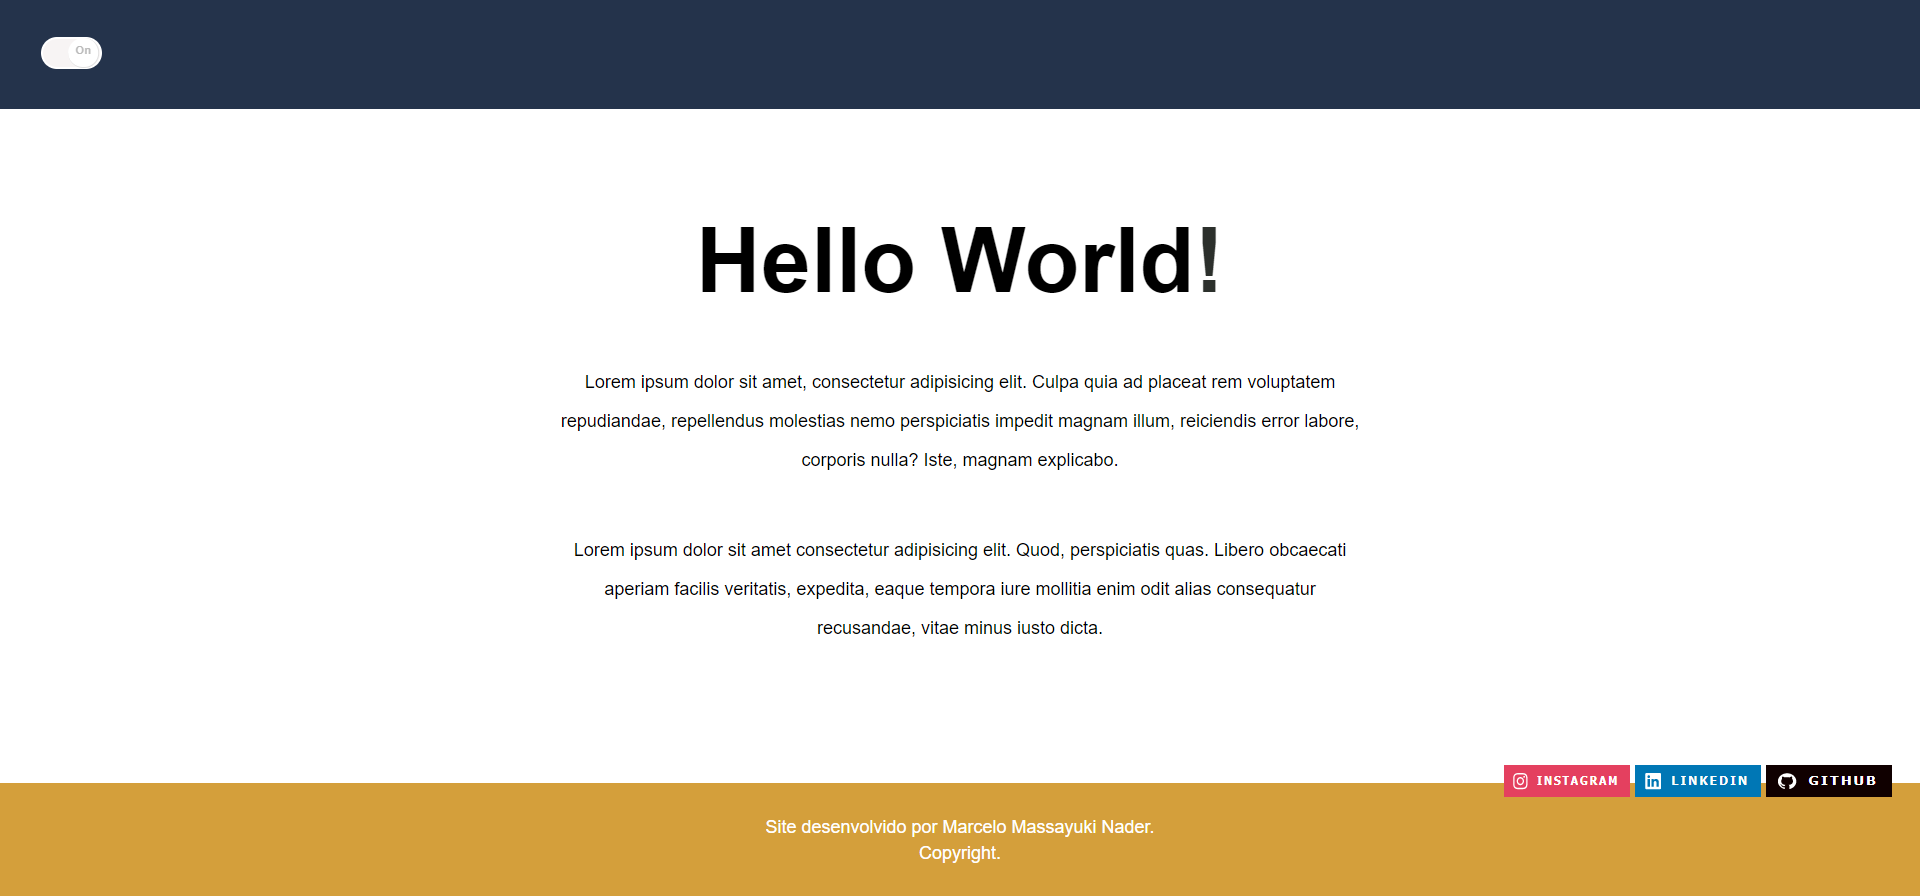 On
Hello World!
Lorem ipsum dolor sit amet, consectetur adipisicing elit. Culpa quia ad placeat rem voluptatem
repudiandae, repellendus molestias nemo perspiciatis impedit magnam illum, reiciendis error labore,
corporis nulla? Iste, magnam explicabo.
Lorem ipsum dolor sit amet consectetur adipisicing elit. Quod, perspiciatis quas. Libero obcaecati
aperiam facilis veritatis, expedita, eaque tempora iure mollitia enim odit alias consequatur
recusandae, vitae minus iusto dicta.
INSTAGRAM LINKEDIN GITHUB
Site desenvolvido por Marcelo Massayuki Nader.
Copyright.